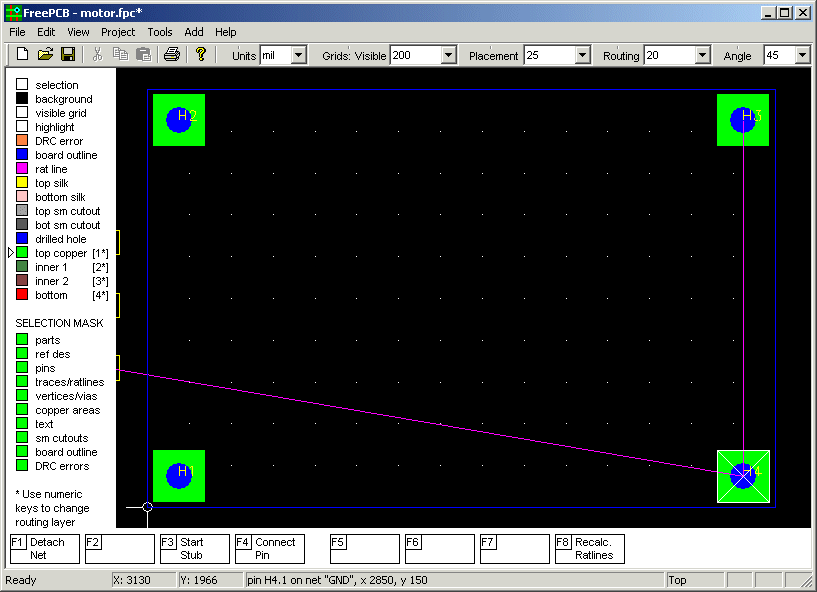 FreePCB - motor.fpc*
File Edit View Project Tools Add Help
Units mil Grids: Visible 200 Placement 25 Routing 20 Angle 45
selection
background
visible grid
highlight
DRC error
board outline
rat line
top silk
bottom silk
top sm cutout
bot sm cutout
drilled hole
top copper [1*]
inner 1 [2*]
inner 2 [3*]
bottom [4*]
SELECTION MASK
parts
ref des
pins
traces/ratlines
vertices/vias
copper areas
text
sm cutouts
board outline
DRC errors
* Use numeric
keys to change
routing layer
H2
H3
H1
H4
F1 Detach
Net
F2
F3 Start
Stub
F4 Connect
Pin
F5
F6
F7
F8 Recalc.
Ratlines
Ready X: 3130 Y: 1966 pin H4.1 on net "GND", x 2850, y 150 Top